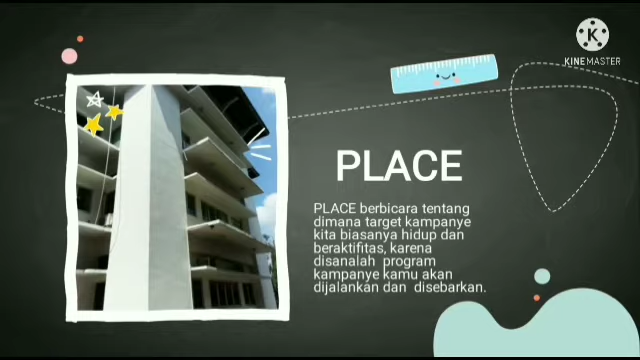 KINEMASTER
PLACE
PLACE berbicara tentang
dimana target kampanye
kita biasanya hidup dan
beraktifitas, karena
disanalah program
kampanye kamu akan
dijalankan dan disebarkan.